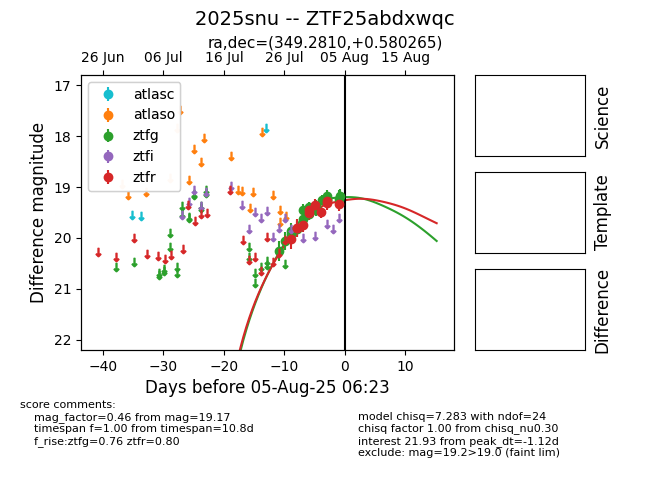 2025snu -- ZTF25abdxwqc
ra,dec=(349.2810,+0.580265)
26 Jun 06 Jul 16 Jul 26 Jul 05 Aug 15 Aug
17
18
19
20
21
22
Difference magnitude
atlasc
atlaso
ztfg
ztfi
ztfr
Science
Template
Difference
−40 −30 −20 −10 0 10
Days before 05-Aug-25 06:23
score comments:
mag_factor=0.46 from mag=19.17
timespan f=1.00 from timespan=10.8d
f_rise:ztfg=0.76 ztfr=0.80
model chisq=7.283 with ndof=24
chisq factor 1.00 from chisq_nu0.30
interest 21.93 from peak_dt=-1.12d
exclude: mag=19.2>19.0 (faint lim)